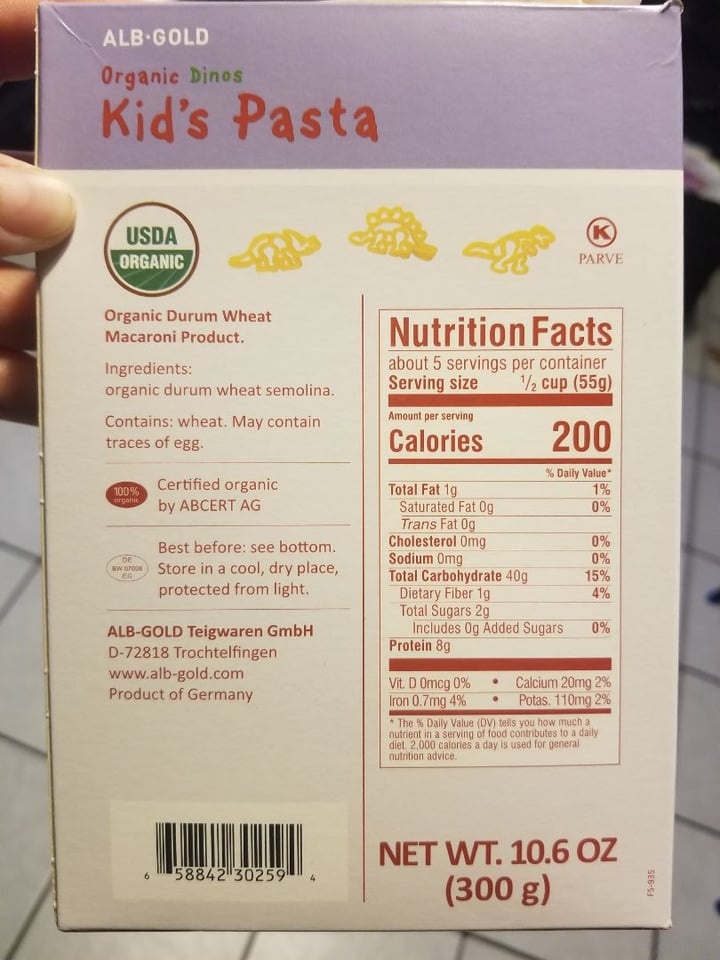 ALB·GOLD
Organic Dinos
Kid's Pasta
USDA
ORGANIC
K
PARVE
Organic Durum Wheat
Macaroni Product.
Ingredients:
organic durum wheat semolina.
Contains: wheat. May contain
traces of egg.
100%
organic
Certified organic
by ABCERT AG
DE
BW 07008
EG
Best before: see bottom.
Store in a cool, dry place,
protected from light.
ALB-GOLD Teigwaren GmbH
D-72818 Trochtelfingen
www.alb-gold.com
Product of Germany
6 58842 30259 4
Nutrition Facts
about 5 servings per container
Serving size 1/2 cup (55g)
Amount per serving
Calories 200
% Daily Value*
Total Fat 1g 1%
Saturated Fat 0g 0%
Trans Fat 0g
Cholesterol 0mg 0%
Sodium 0mg 0%
Total Carbohydrate 40g 15%
Dietary Fiber 1g 4%
Total Sugars 2g
Includes 0g Added Sugars 0%
Protein 8g
Vit. D 0mcg 0% • Calcium 20mg 2%
Iron 0.7mg 4% • Potas. 110mg 2%
* The % Daily Value (DV) tells you how much a
nutrient in a serving of food contributes to a daily
diet. 2,000 calories a day is used for general
nutrition advice.
NET WT. 10.6 OZ
(300 g)
FS-935